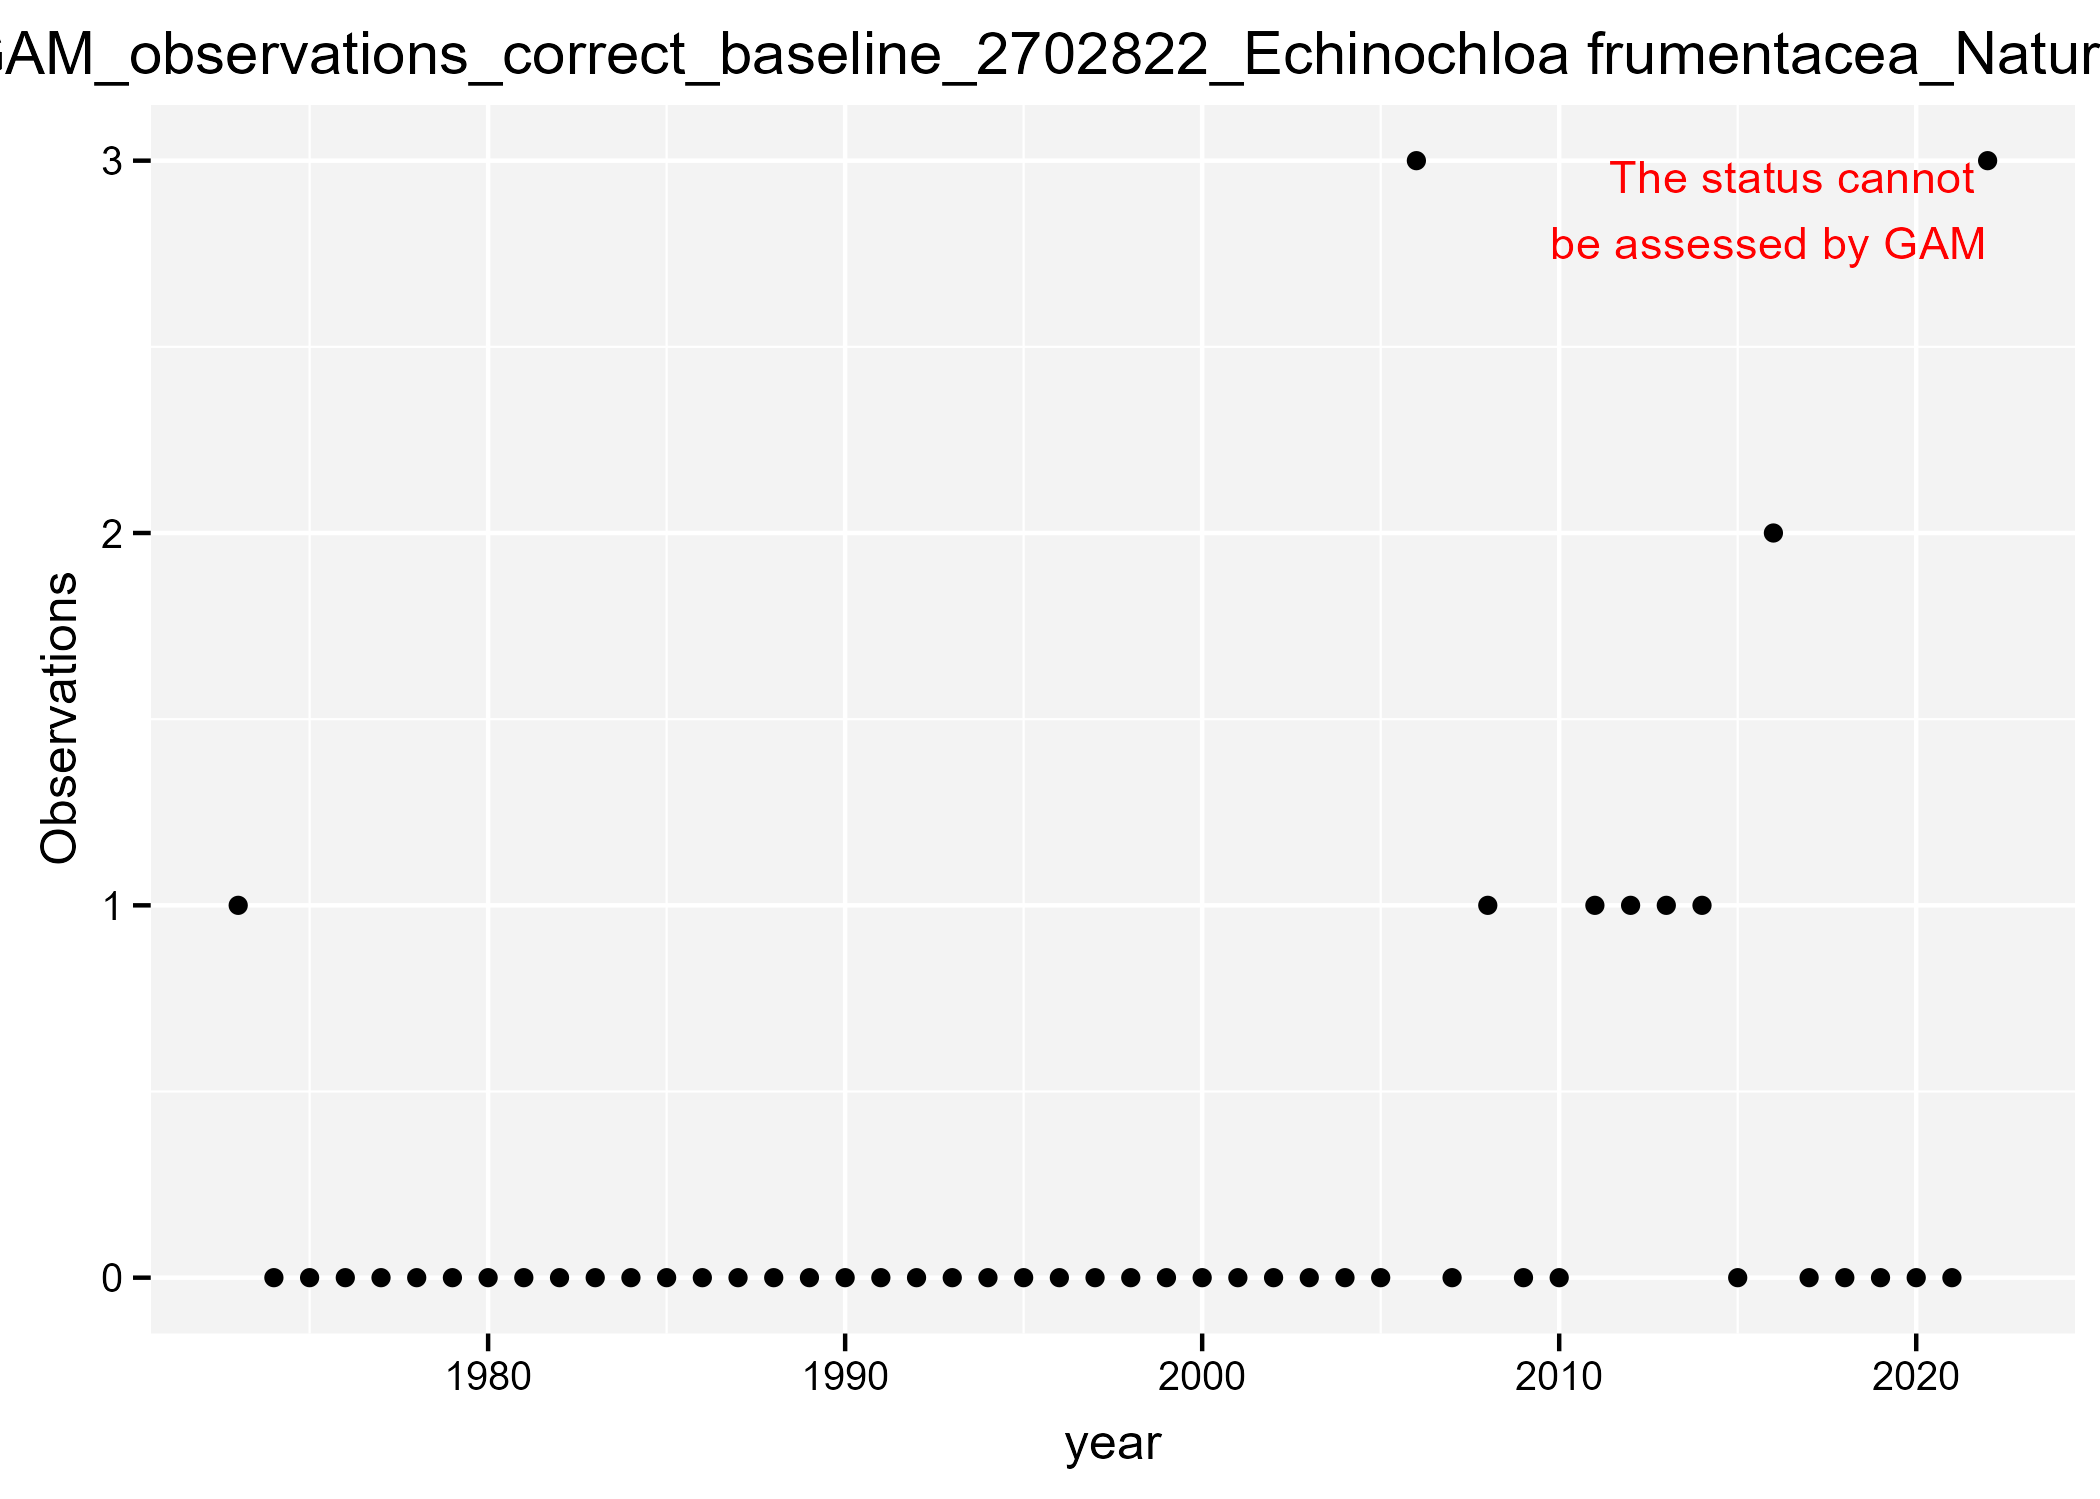 GAM_observations_correct_baseline_2702822_Echinochloa frumentacea_Natur
3
The status cannot
be assessed by GAM
2
Observations
1
0
1980 1990 2000 2010 2020
year